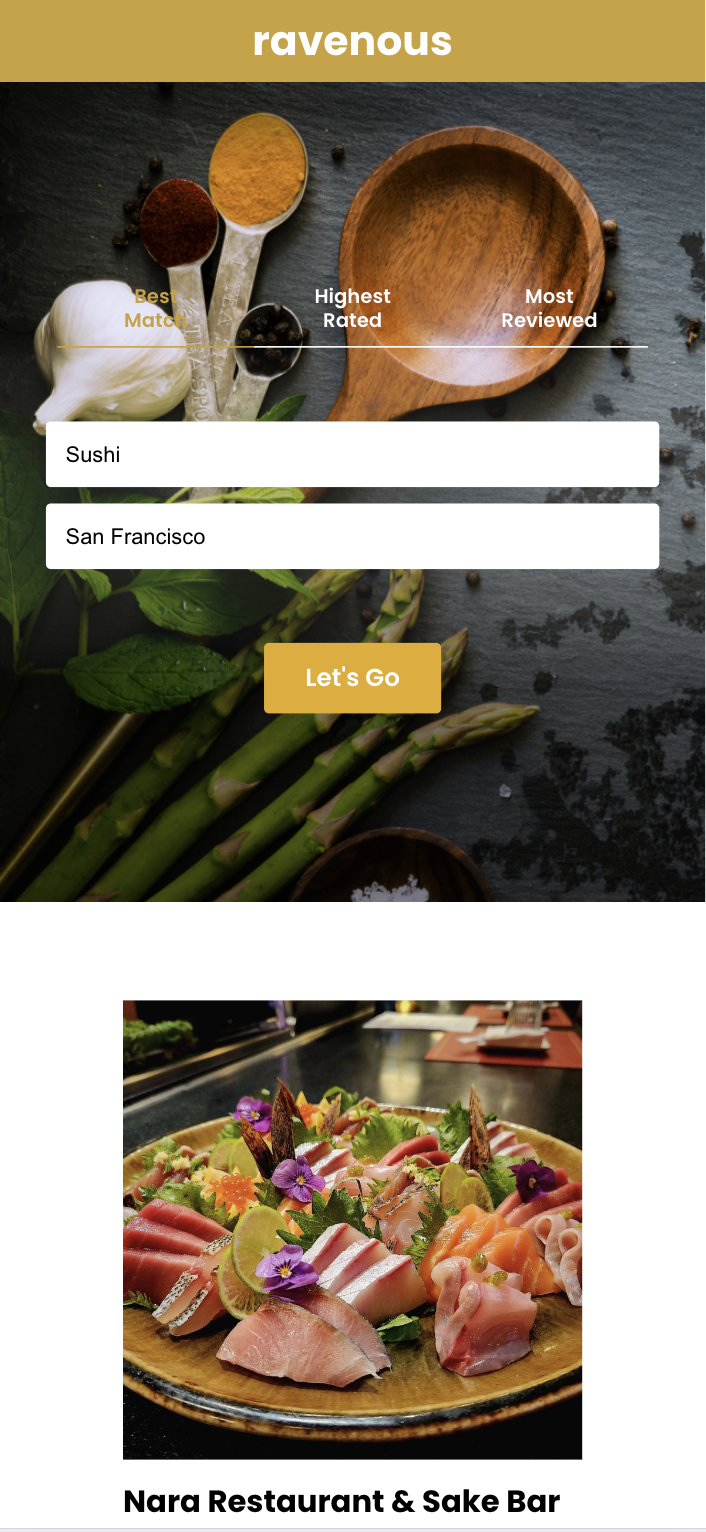 ravenous
Best
Match
Highest
Rated
Most
Reviewed
Sushi
San Francisco
Let's Go
Nara Restaurant & Sake Bar